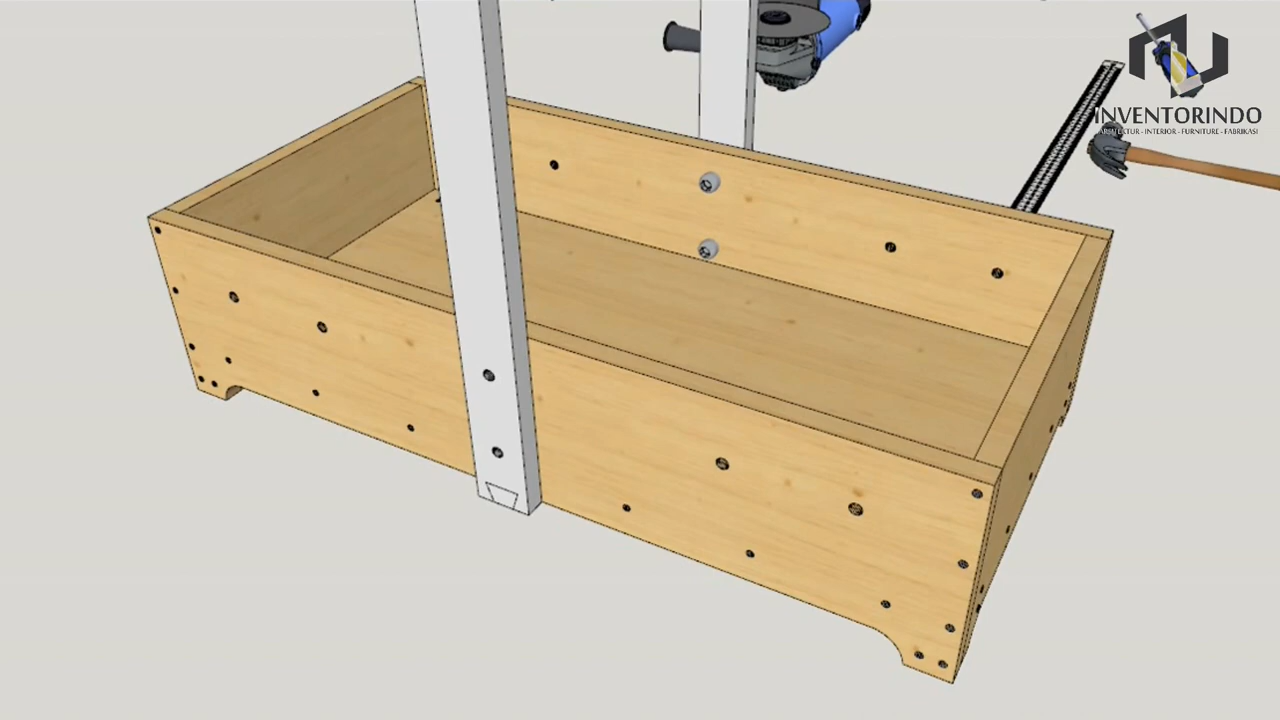 INVENTORINDO
ARSITEKTUR - INTERIOR - FURNITURE - FABRIKASI